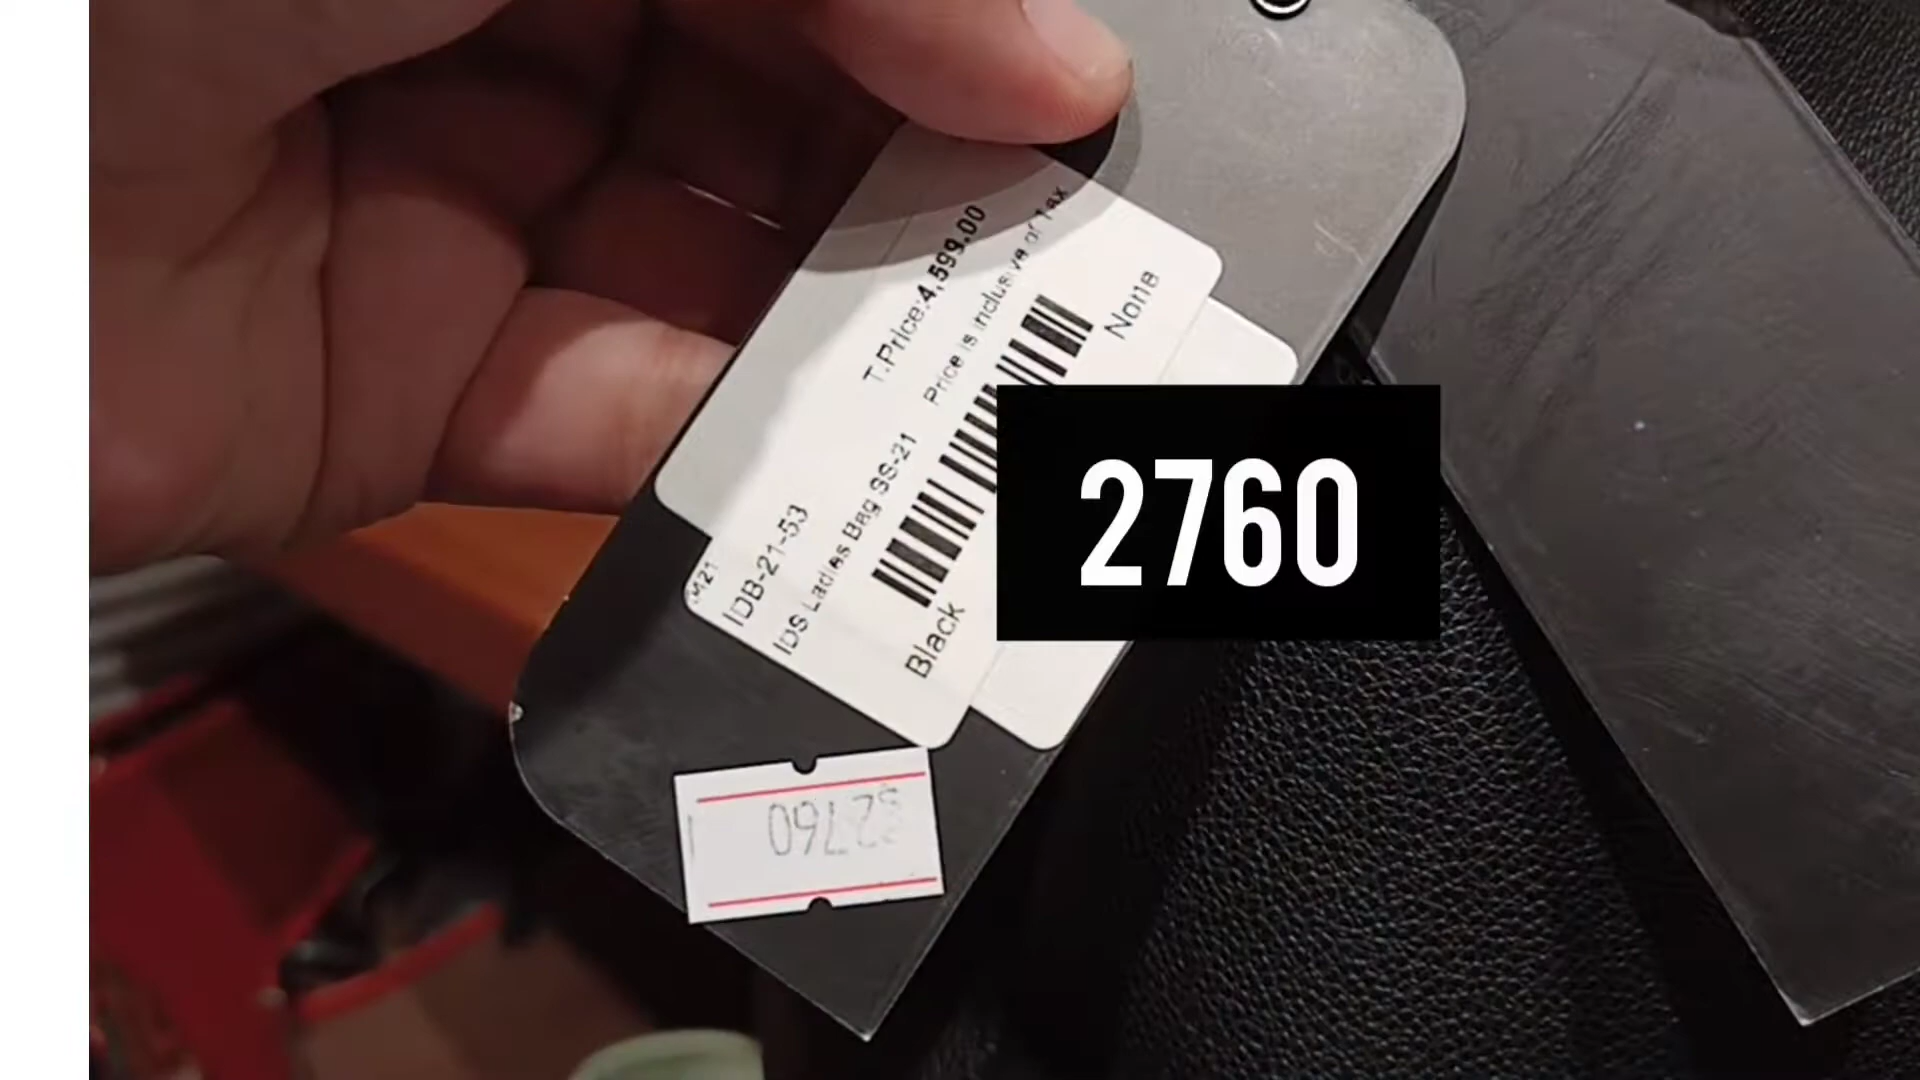 T.Price:4,599.00
Price is inclusive of Tax
IDB-21-53
IDS Ladies Bag SS-21
None
Black
2760
2760